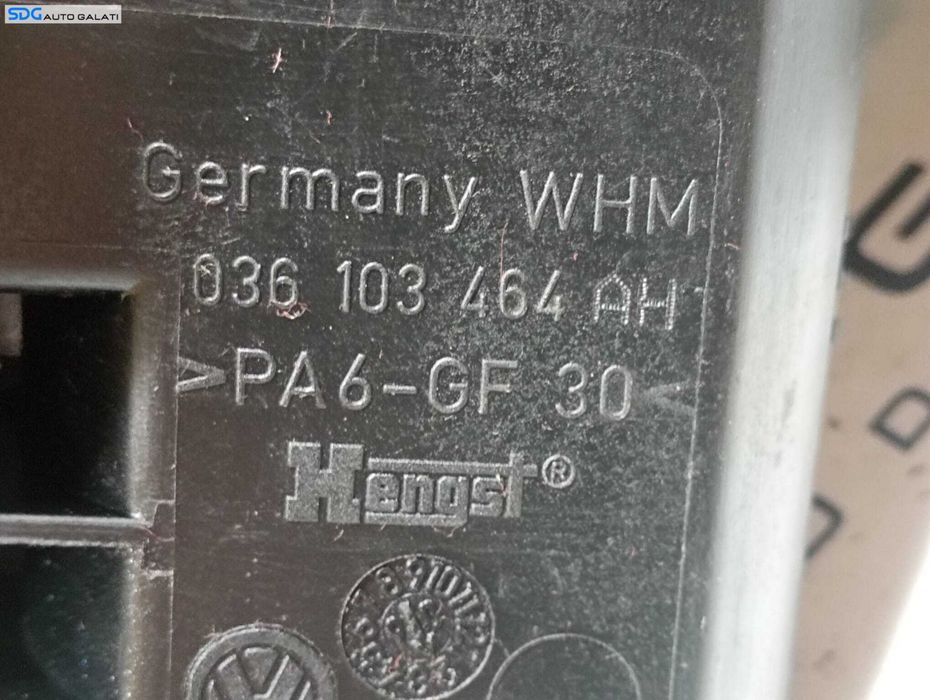 SDG AUTO GALATI
Germany WHM
036 103 464 AH
>PA6-GF 30<
Hengst®